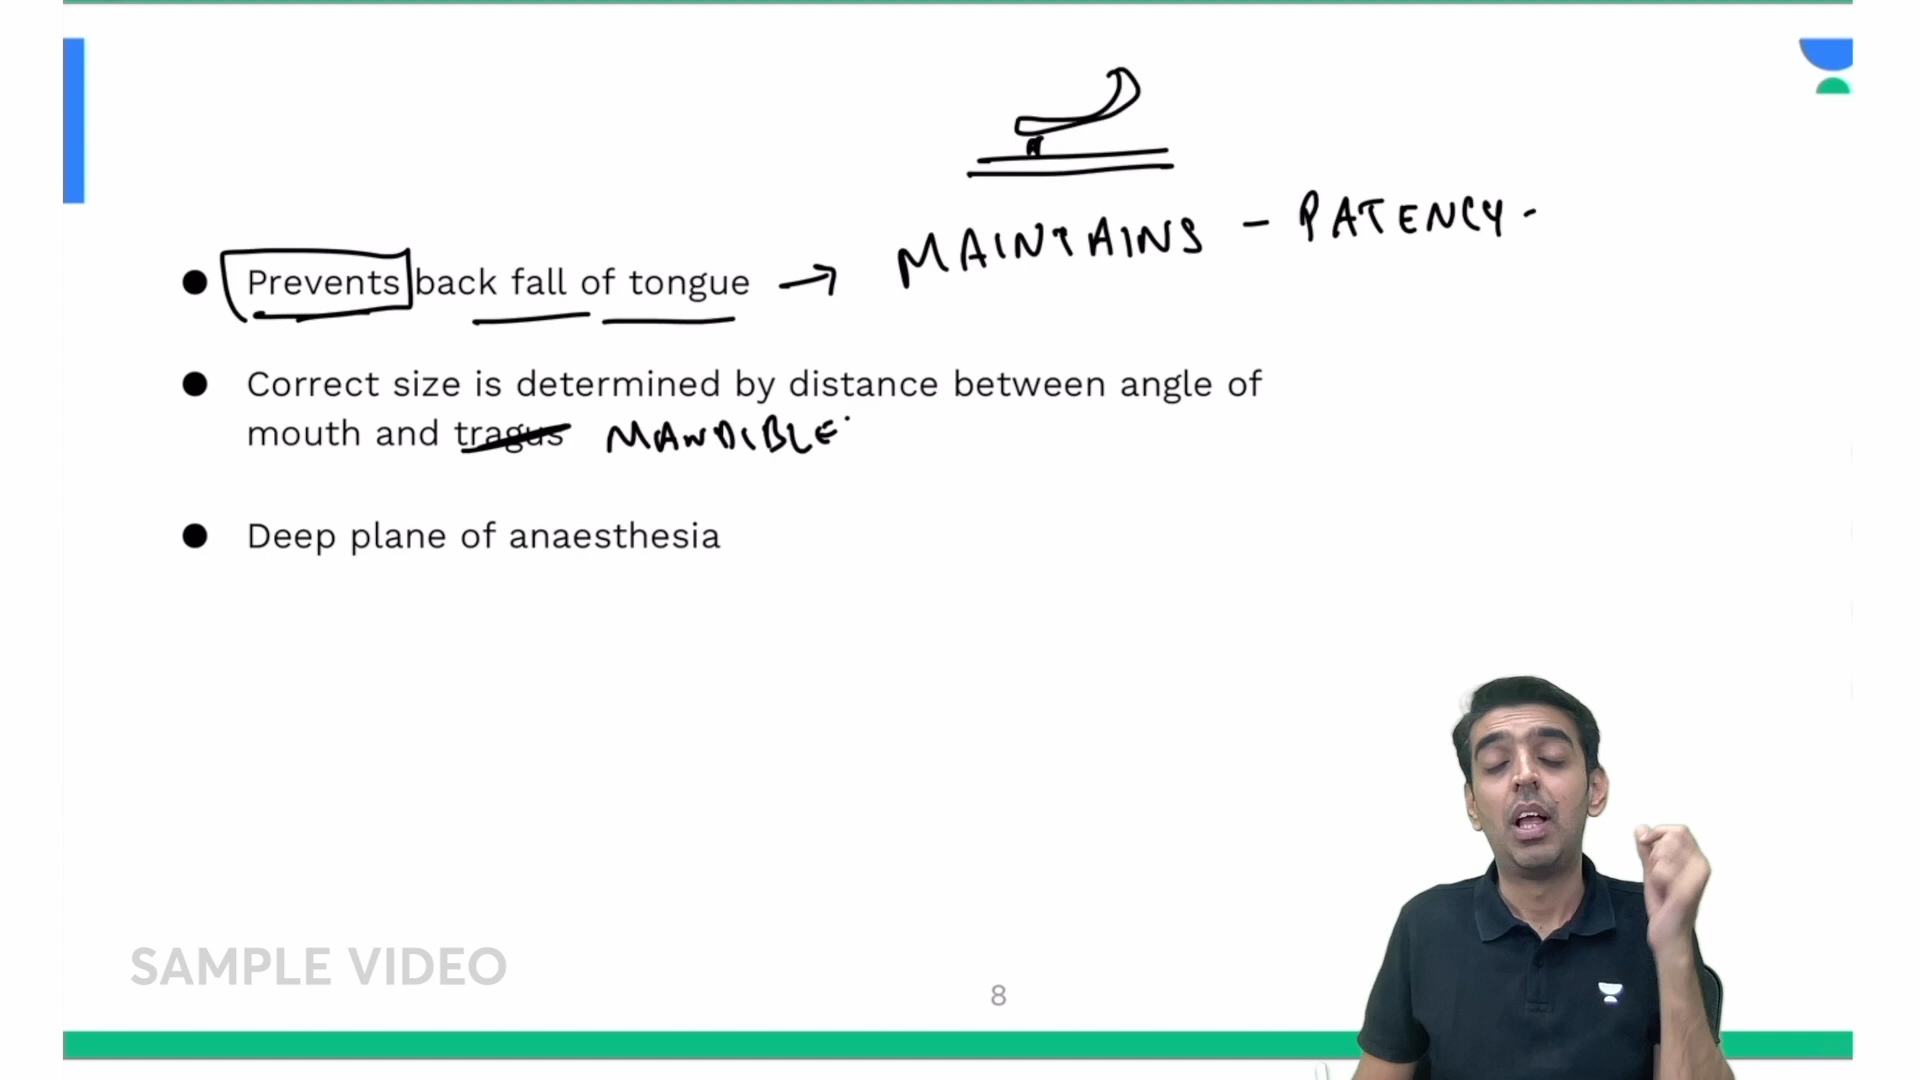 MAINTAINS - PATENCY.
● Prevents back fall of tongue →
● Correct size is determined by distance between angle of
mouth and tragus MANDIBLE.
● Deep plane of anaesthesia
SAMPLE VIDEO
8